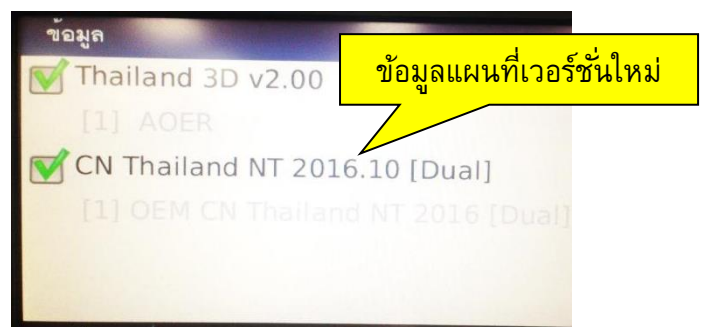 ข้อมูล
ข้อมูลแผนที่เวอร์ชั่นใหม่
Thailand 3D v2.00
[1] AOER
CN Thailand NT 2016.10 [Dual]
[1] OEM CN Thailand NT 2016 [Dual]